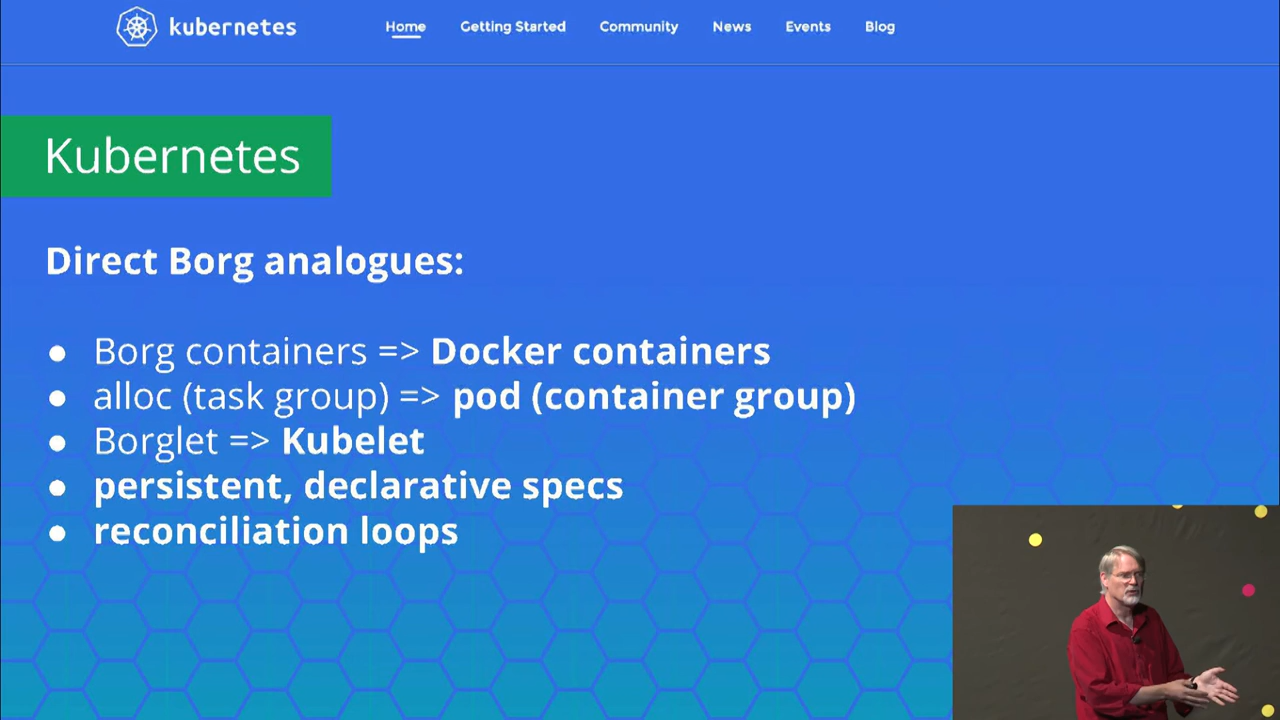 kubernetes
Home Getting Started Community News Events Blog
Kubernetes
Direct Borg analogues:
● Borg containers => Docker containers
● alloc (task group) => pod (container group)
● Borglet => Kubelet
● persistent, declarative specs
● reconciliation loops